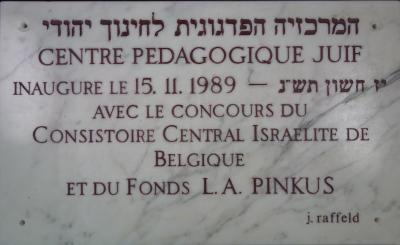 המרכזיה הפדגוגית לחינוך יהודי
CENTRE PEDAGOGIQUE JUIF
INAUGURE LE 15. 11. 1989 — יז חשון תש״נ
AVEC LE CONCOURS DU
CONSISTOIRE CENTRAL ISRAELITE DE
BELGIQUE
ET DU FONDS L.A. PINKUS
j. raffeld